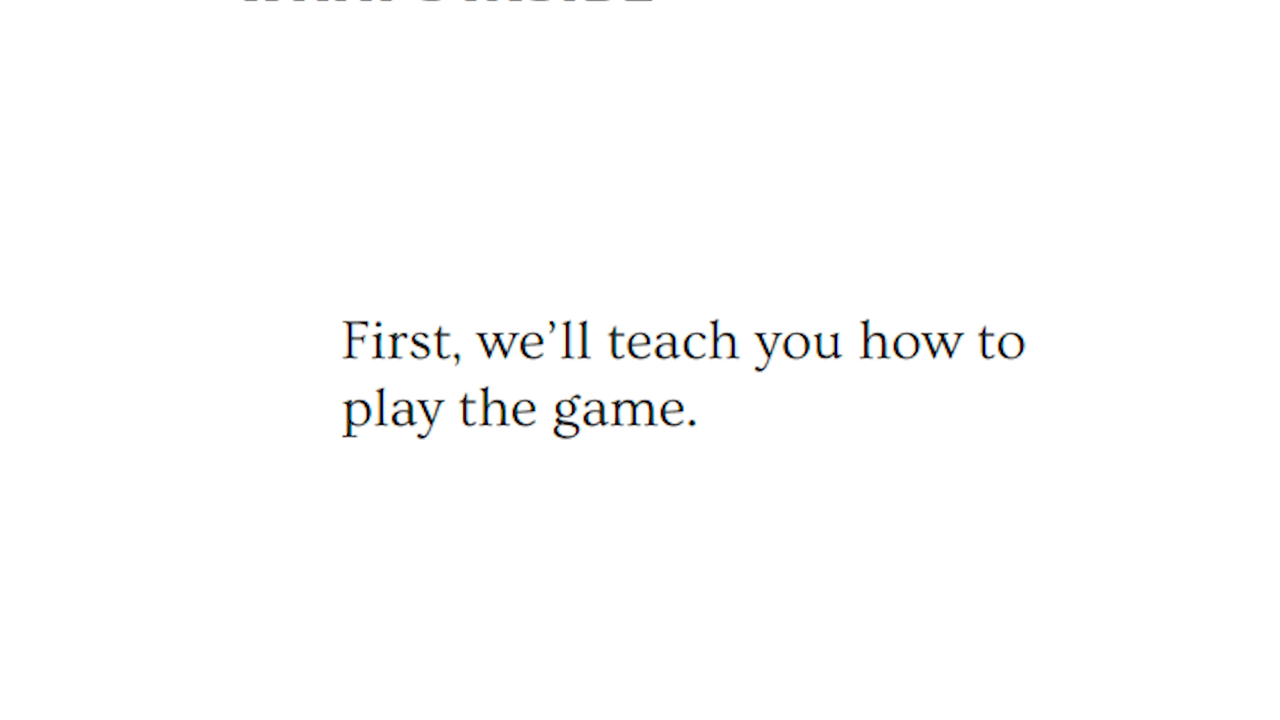 First, we’ll teach you how to
play the game.